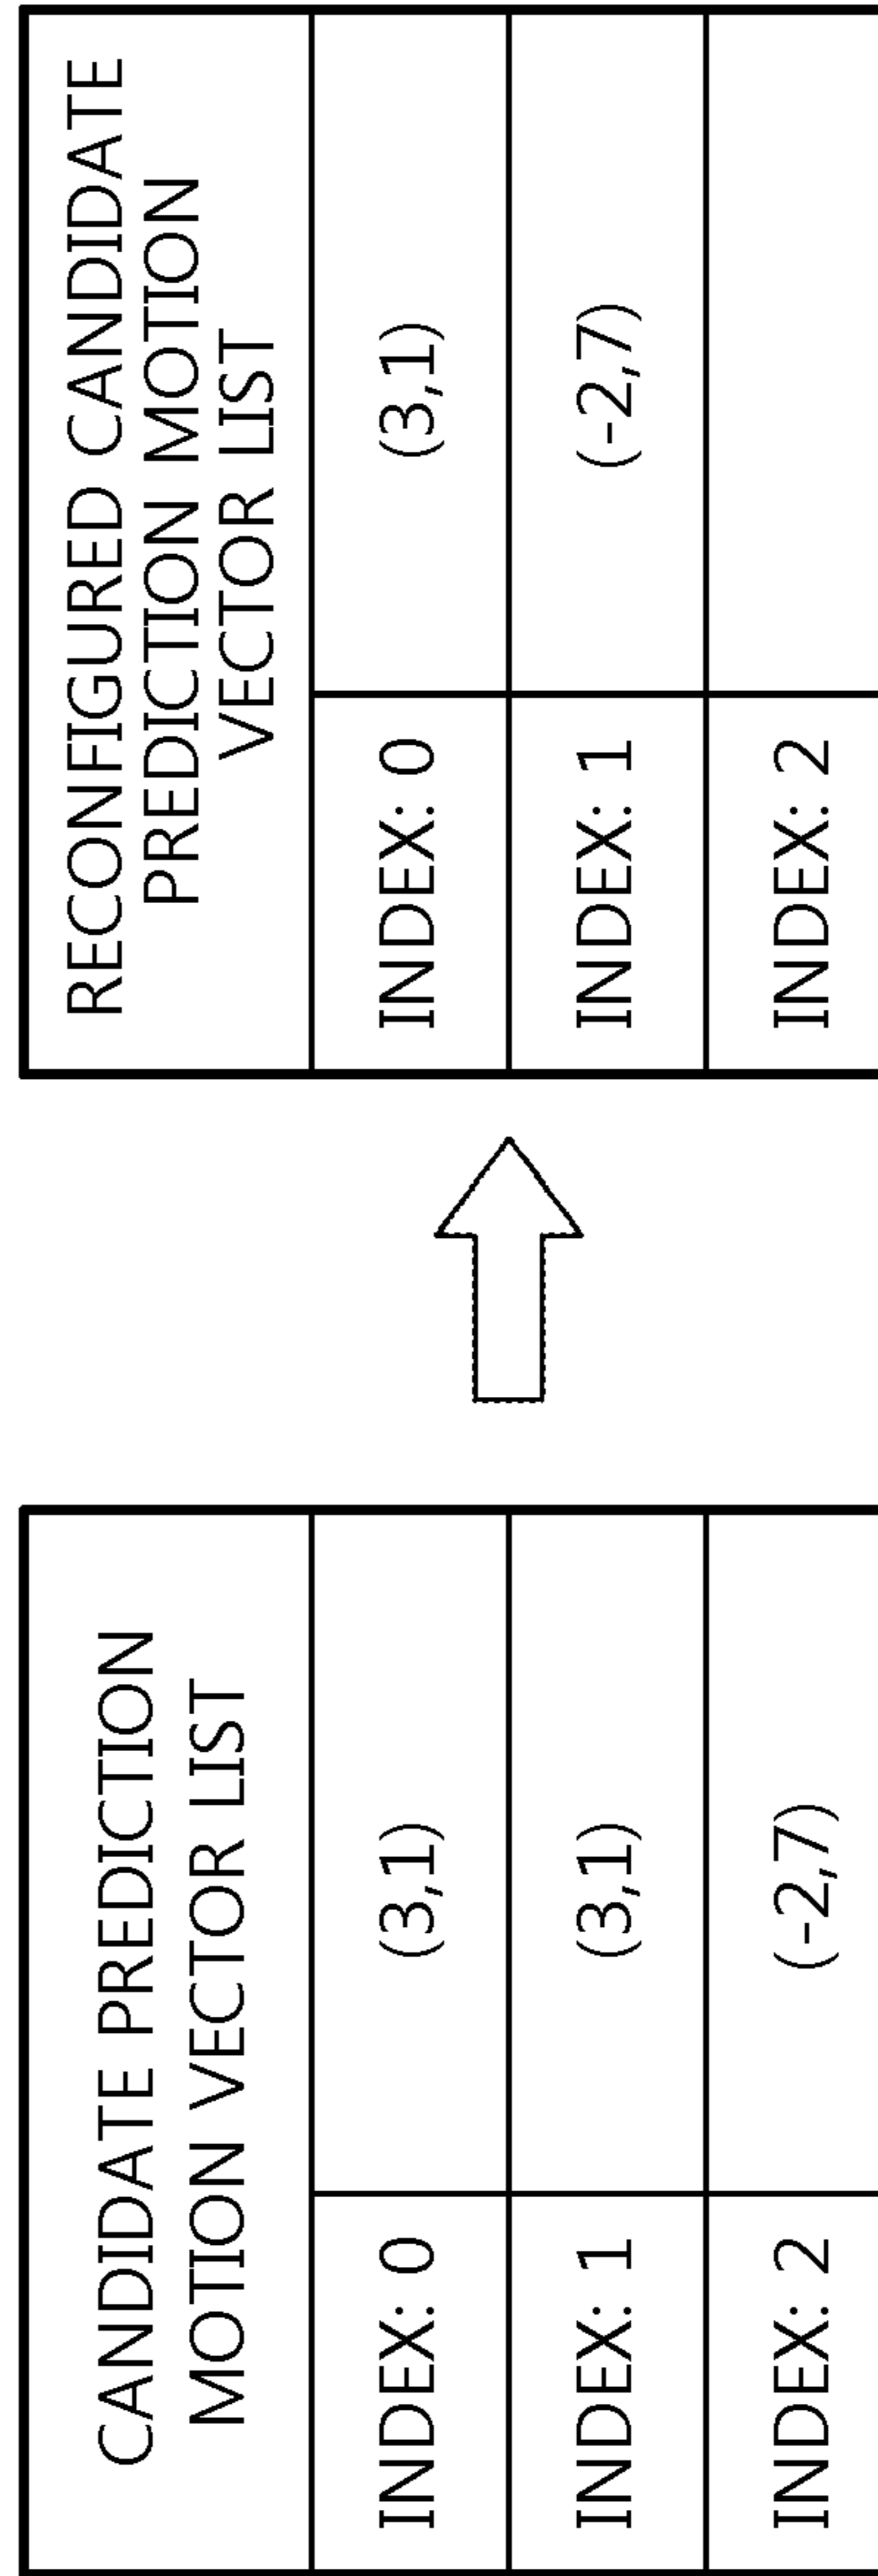 CANDIDATE PREDICTION
MOTION VECTOR LIST
INDEX: 0 (3,1)
INDEX: 1 (3,1)
INDEX: 2 (-2,7)
RECONFIGURED CANDIDATE
PREDICTION MOTION
VECTOR LIST
INDEX: 0 (3,1)
INDEX: 1 (-2,7)
INDEX: 2